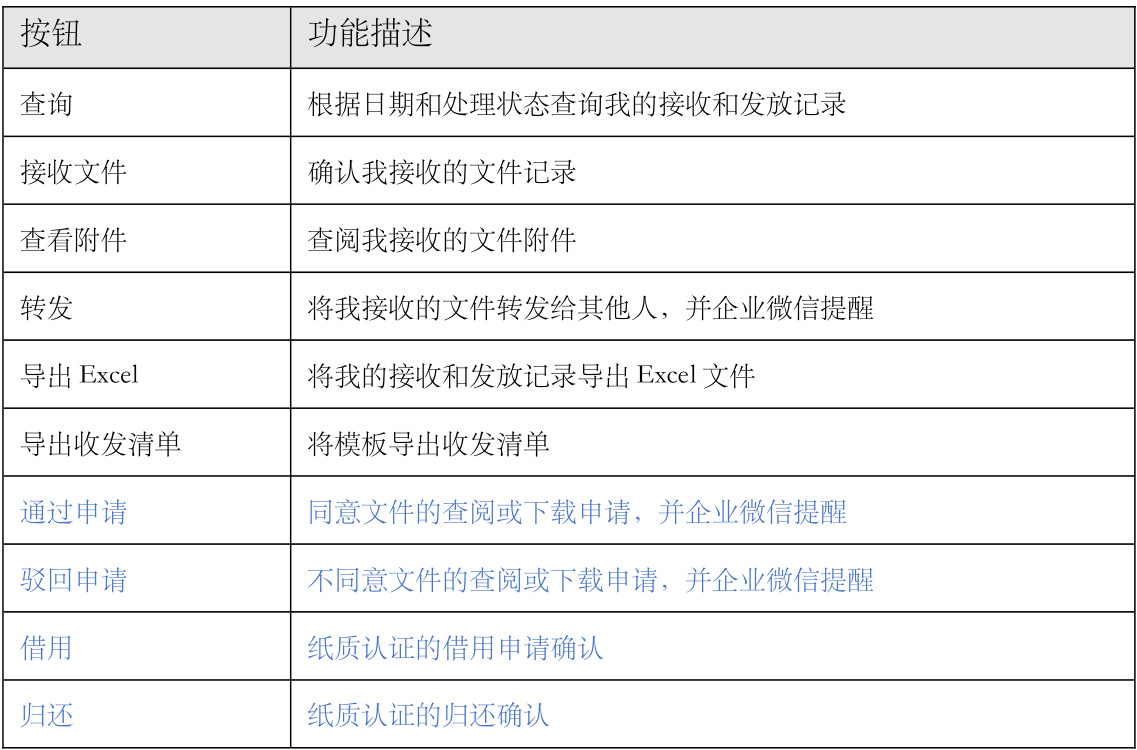 按钮 功能描述
查询 根据日期和处理状态查询我的接收和发放记录
接收文件 确认我接收的文件记录
查看附件 查阅我接收的文件附件
转发 将我接收的文件转发给其他人，并企业微信提醒
导出 Excel 将我的接收和发放记录导出 Excel 文件
导出收发清单 将模板导出收发清单
通过申请 同意文件的查阅或下载申请，并企业微信提醒
驳回申请 不同意文件的查阅或下载申请，并企业微信提醒
借用 纸质认证的借用申请确认
归还 纸质认证的归还确认